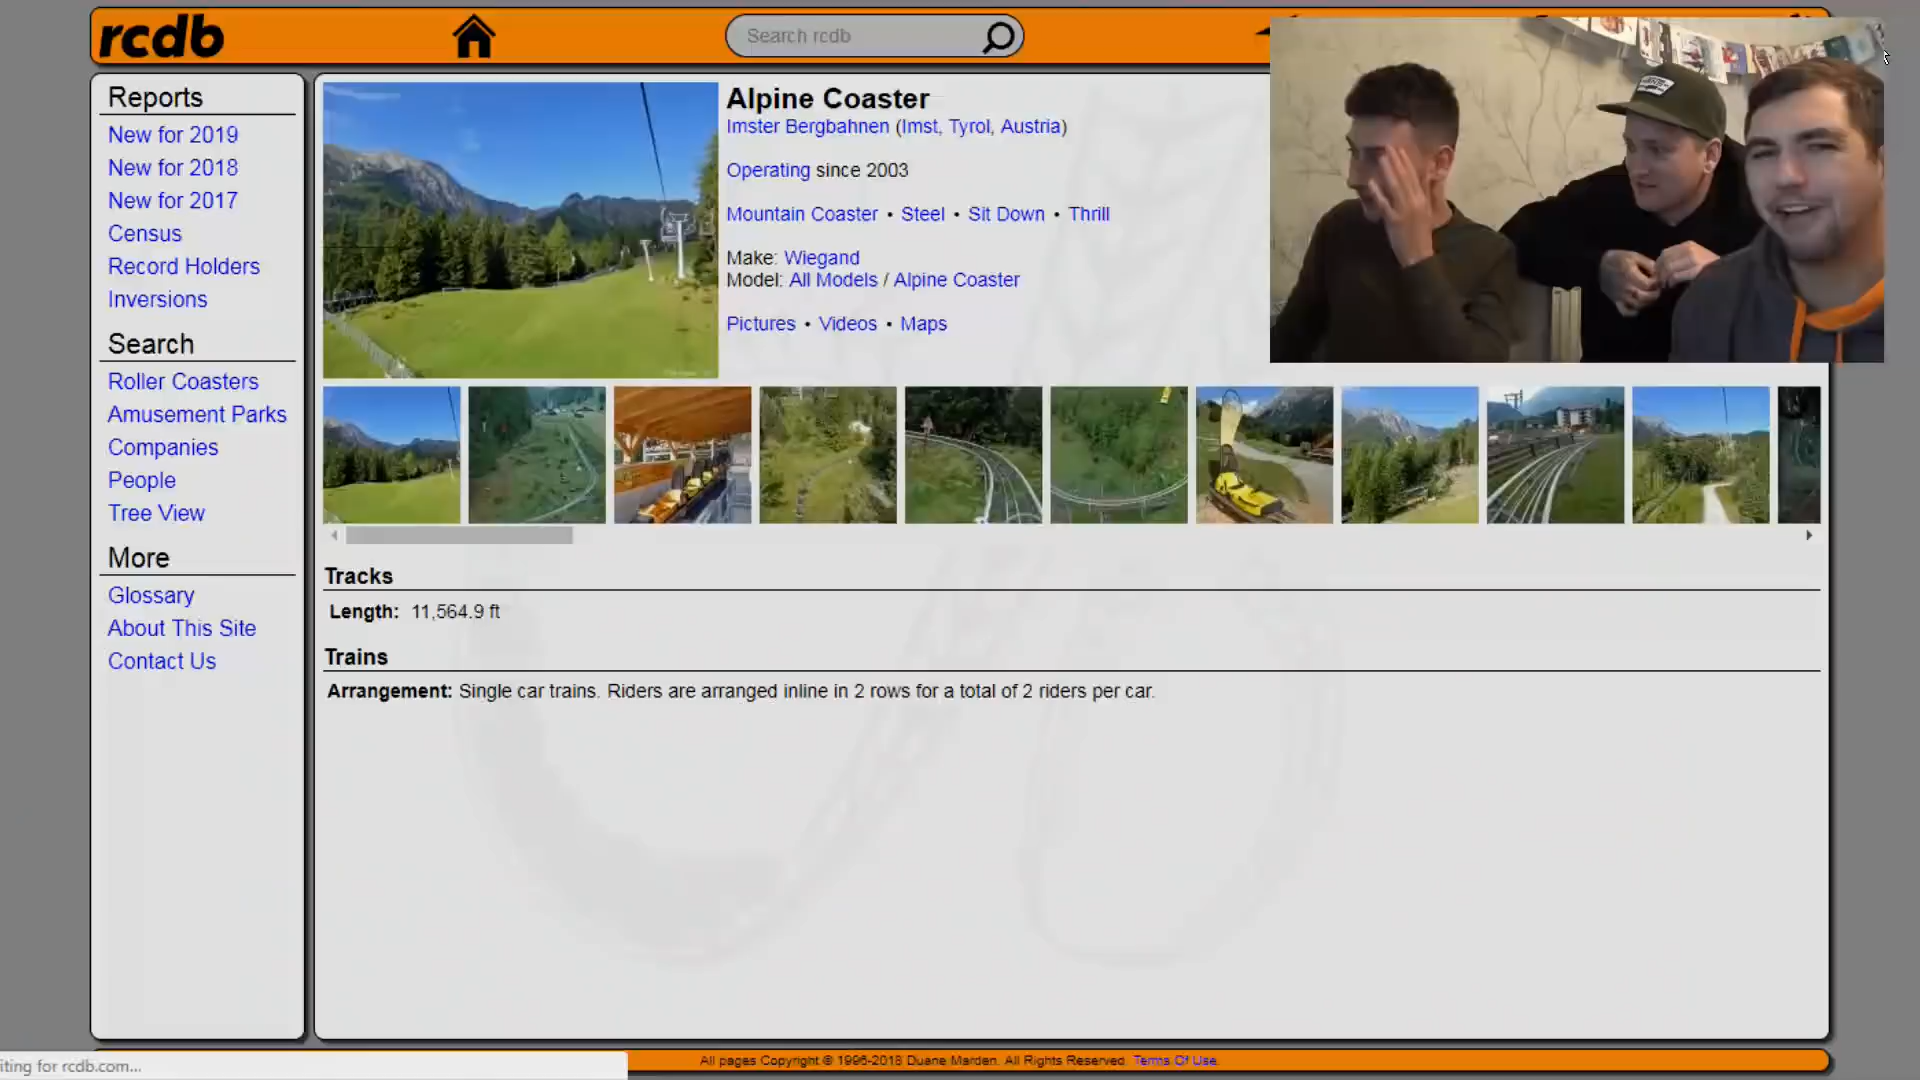 rcdb
Search rcdb
Reports
New for 2019
New for 2018
New for 2017
Census
Record Holders
Inversions
Search
Roller Coasters
Amusement Parks
Companies
People
Tree View
More
Glossary
About This Site
Contact Us
Alpine Coaster
Imster Bergbahnen (Imst, Tyrol, Austria)
Operating since 2003
Mountain Coaster • Steel • Sit Down • Thrill
Make: Wiegand
Model: All Models / Alpine Coaster
Pictures • Videos • Maps
Tracks
Length: 11,564.9 ft
Trains
Arrangement: Single car trains. Riders are arranged inline in 2 rows for a total of 2 riders per car.
iting for rcdb.com...
All pages Copyright © 1996-2018 Duane Marden. All Rights Reserved. Terms Of Use.